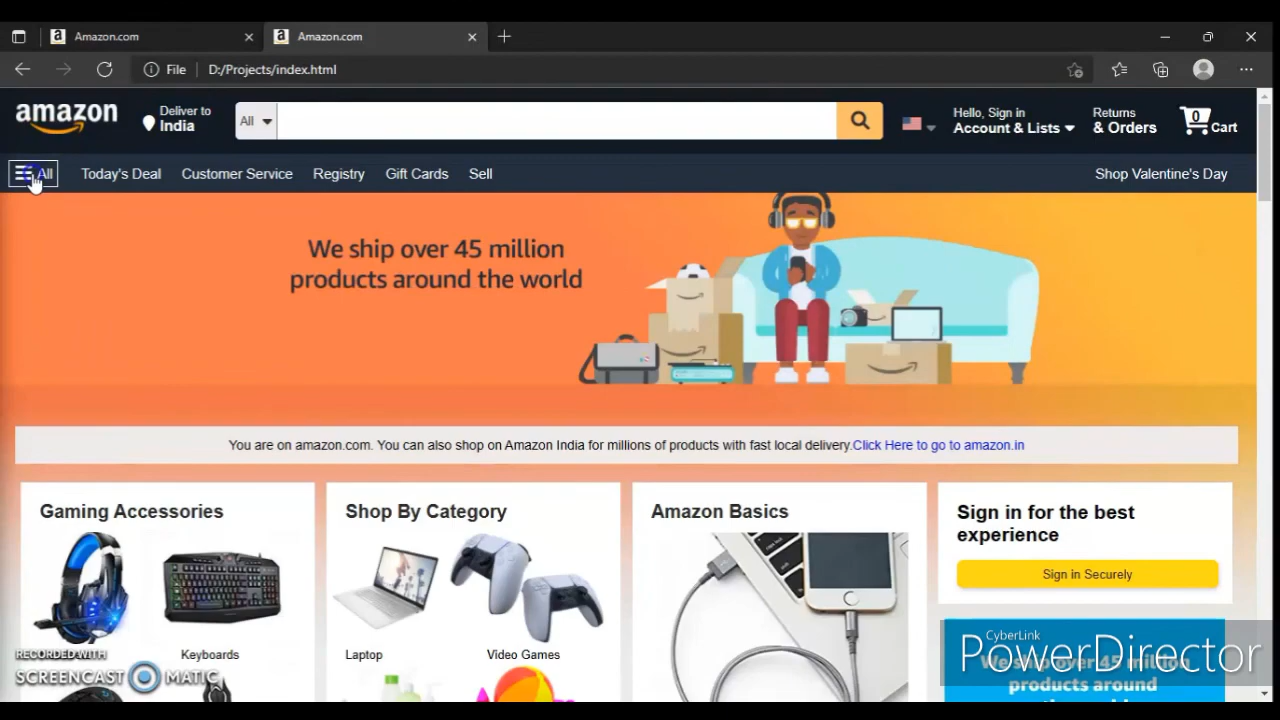 Amazon.com
Amazon.com
File
D:/Projects/index.html
amazon
Deliver to
India
All
Hello, Sign in
Account & Lists
Returns
& Orders
0
Cart
All
Today's Deal
Customer Service
Registry
Gift Cards
Sell
Shop Valentine's Day
We ship over 45 million
products around the world
You are on amazon.com. You can also shop on Amazon India for millions of products with fast local delivery.Click Here to go to amazon.in
Gaming Accessories
Shop By Category
Amazon Basics
Sign in for the best
experience
Sign in Securely
Keyboards
Laptop
Video Games
RECORDED WITH
SCREENCAST MATIC
CyberLink
PowerDirector
We ship over 45 million
products around